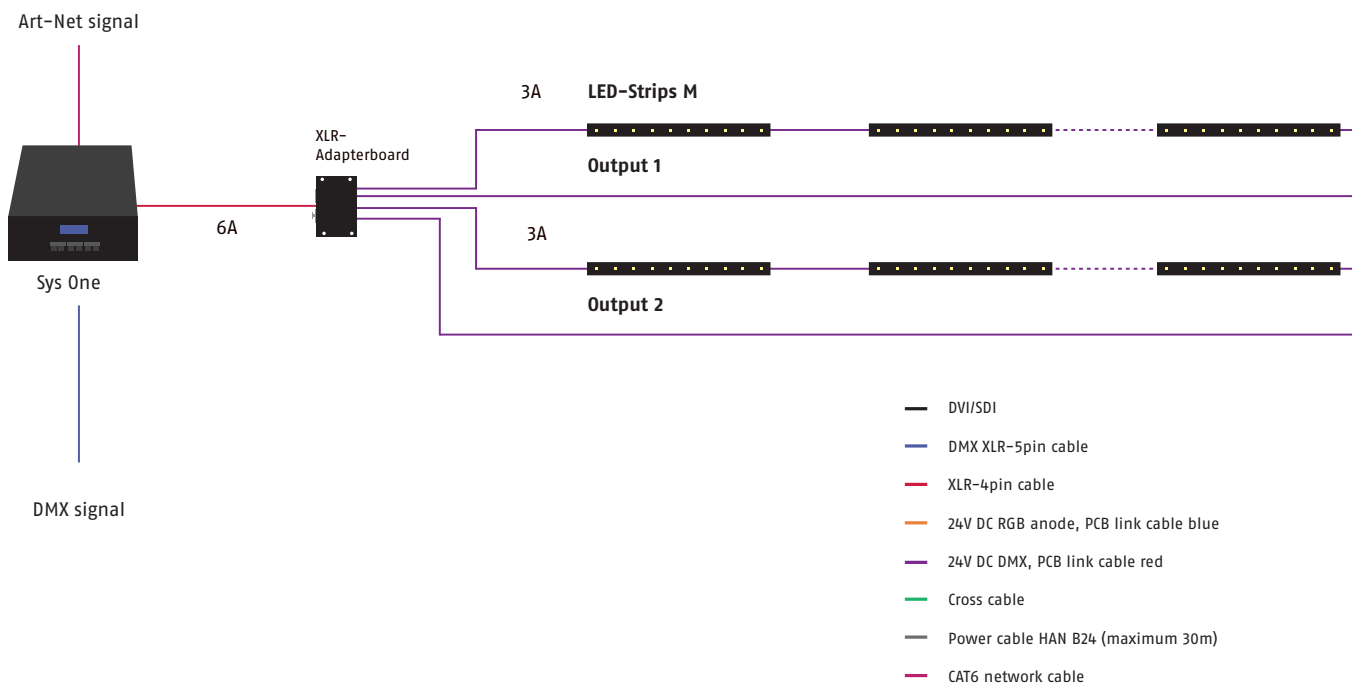 Art-Net signal
3A
LED-Strips M
XLR-
Adapterboard
Output 1
6A
3A
Sys One
Output 2
DMX signal
DVI/SDI
DMX XLR-5pin cable
XLR-4pin cable
24V DC RGB anode, PCB link cable blue
24V DC DMX, PCB link cable red
Cross cable
Power cable HAN B24 (maximum 30m)
CAT6 network cable